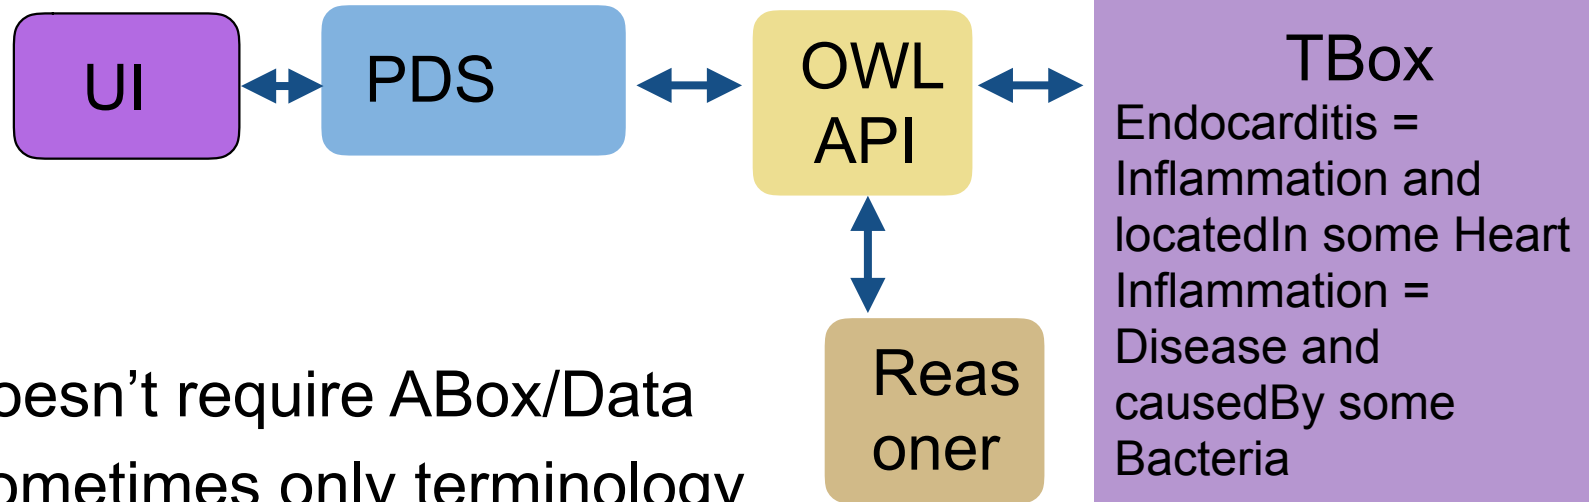 UI
PDS
OWL
API
TBox
Endocarditis =
Inflammation and
locatedIn some Heart
Inflammation =
Disease and
causedBy some
Bacteria
Reas
oner
oesn’t require ABox/Data
ometimes only terminology